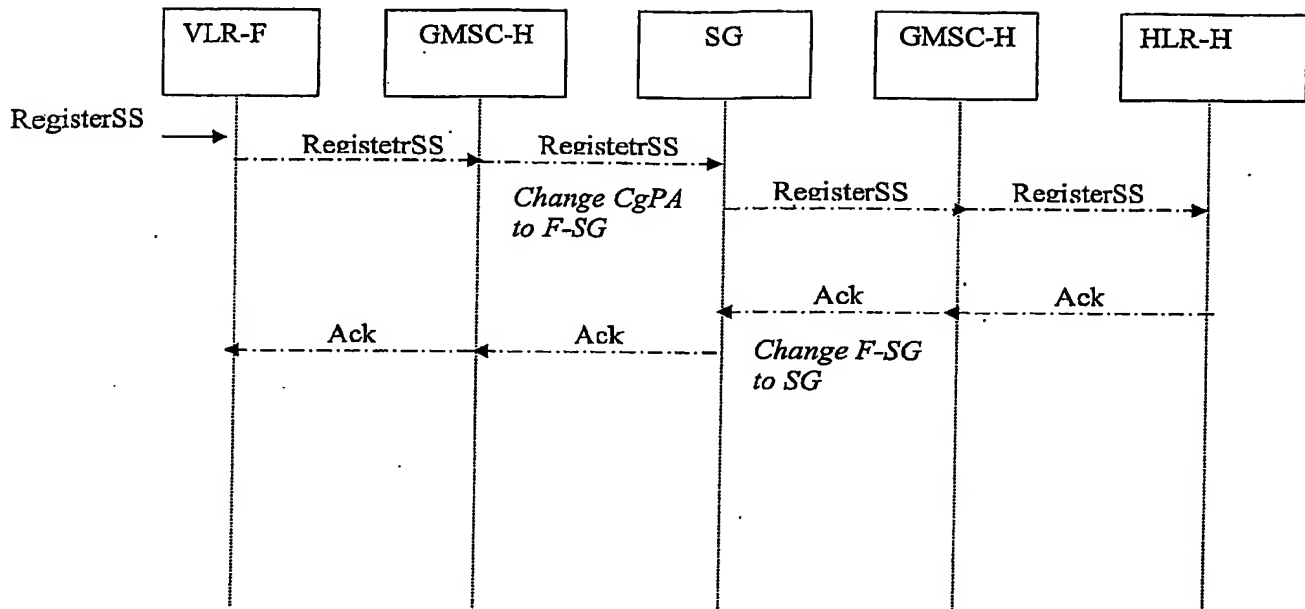 VLR-F
GMSC-H
SG
GMSC-H
HLR-H
RegisterSS
RegistetrSS
RegistetrSS
Change CgPA
to F-SG
RegisterSS
RegisterSS
Ack
Ack
Ack
Ack
Change F-SG
to SG